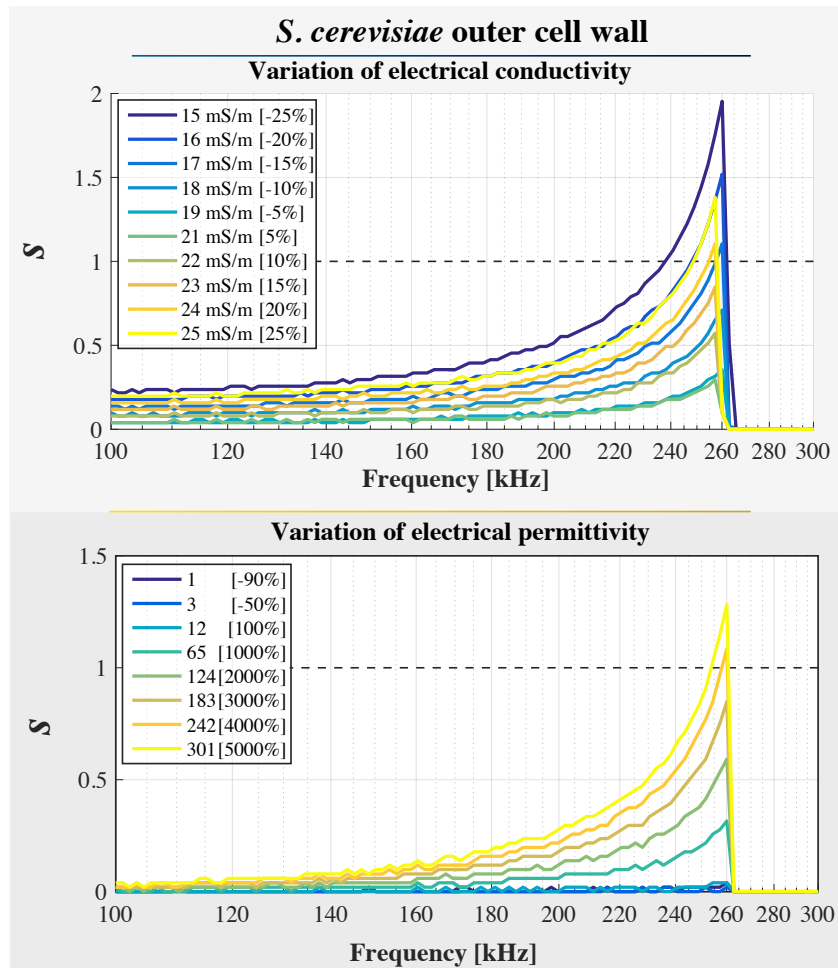 S. cerevisiae outer cell wall
Variation of electrical conductivity
2
1.5
1
0.5
0
S
15 mS/m [-25%]
16 mS/m [-20%]
17 mS/m [-15%]
18 mS/m [-10%]
19 mS/m [-5%]
21 mS/m [5%]
22 mS/m [10%]
23 mS/m [15%]
24 mS/m [20%]
25 mS/m [25%]
100 120 140 160 180 200 220 240 260 280 300
Frequency [kHz]
Variation of electrical permittivity
1.5
1
0.5
0
S
1 [-90%]
3 [-50%]
12 [100%]
65 [1000%]
124[2000%]
183[3000%]
242[4000%]
301[5000%]
100 120 140 160 180 200 220 240 260 280 300
Frequency [kHz]